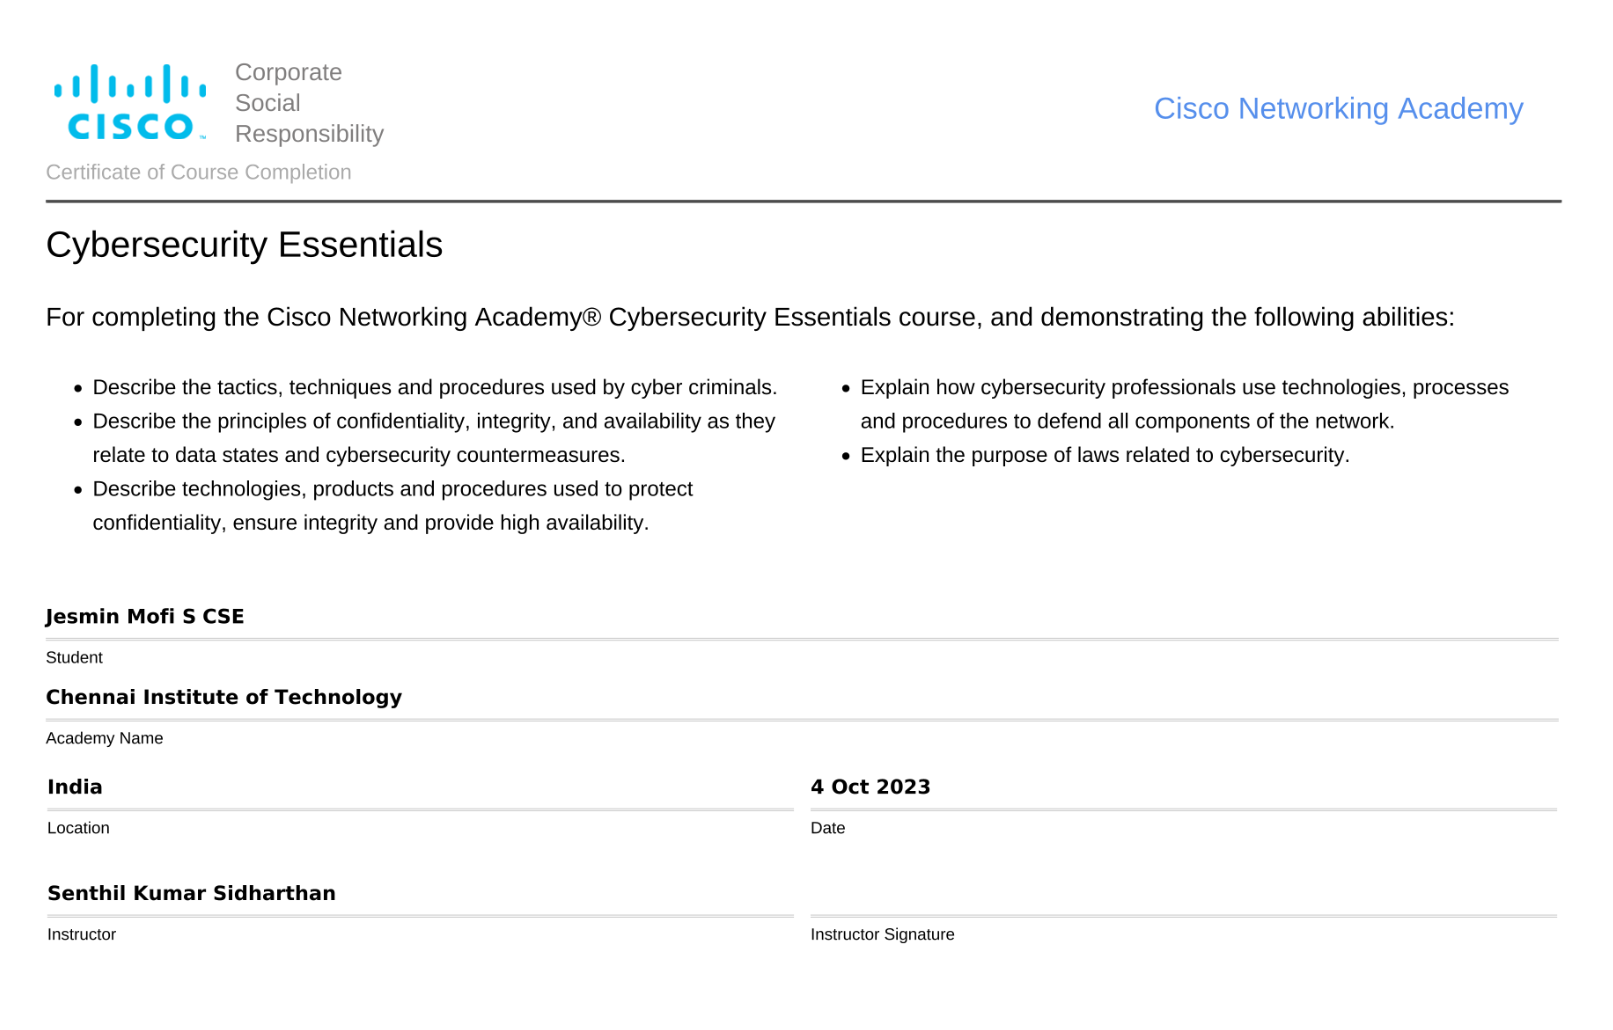 CISCO
Corporate
Social
Responsibility
Cisco Networking Academy
Certificate of Course Completion
Cybersecurity Essentials
For completing the Cisco Networking Academy® Cybersecurity Essentials course, and demonstrating the following abilities:
• Describe the tactics, techniques and procedures used by cyber criminals.
• Describe the principles of confidentiality, integrity, and availability as they
relate to data states and cybersecurity countermeasures.
• Describe technologies, products and procedures used to protect
confidentiality, ensure integrity and provide high availability.
• Explain how cybersecurity professionals use technologies, processes
and procedures to defend all components of the network.
• Explain the purpose of laws related to cybersecurity.
Jesmin Mofi S CSE
Student
Chennai Institute of Technology
Academy Name
India
Location
4 Oct 2023
Date
Senthil Kumar Sidharthan
Instructor
Instructor Signature